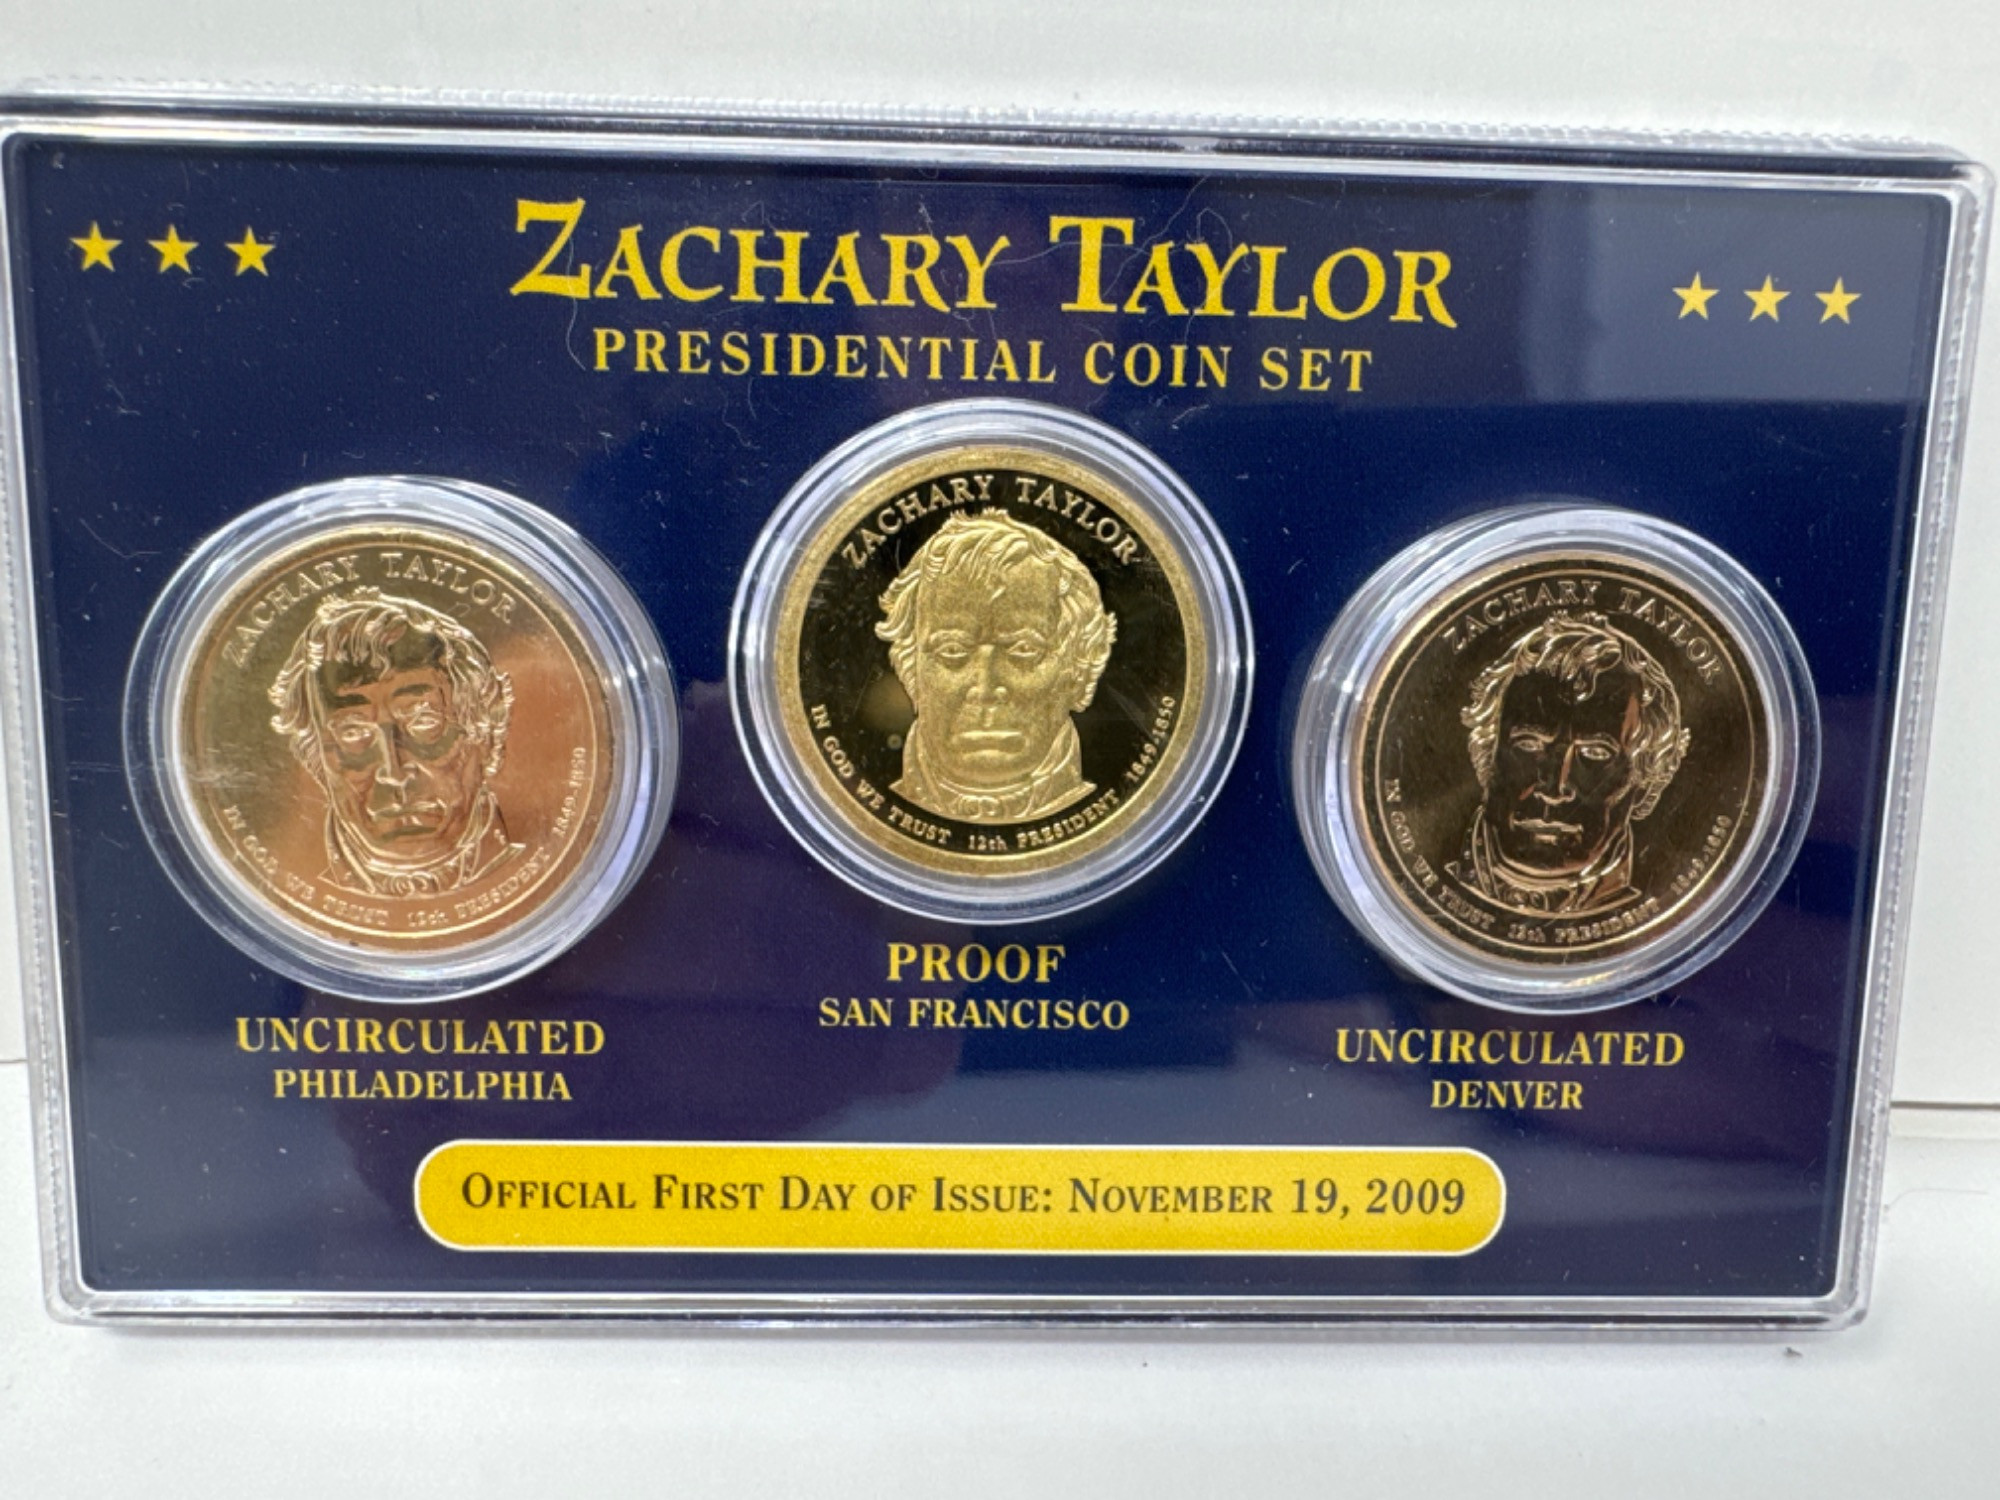 ZACHARY TAYLOR
PRESIDENTIAL COIN SET
ZACHARY TAYLOR
IN GOD WE TRUST 12th PRESIDENT 1849-1850
ZACHARY TAYLOR
IN GOD WE TRUST 12th PRESIDENT 1849-1850
ZACHARY TAYLOR
IN GOD WE TRUST 12th PRESIDENT 1849-1850
UNCIRCULATED
PHILADELPHIA
PROOF
SAN FRANCISCO
UNCIRCULATED
DENVER
OFFICIAL FIRST DAY OF ISSUE: NOVEMBER 19, 2009